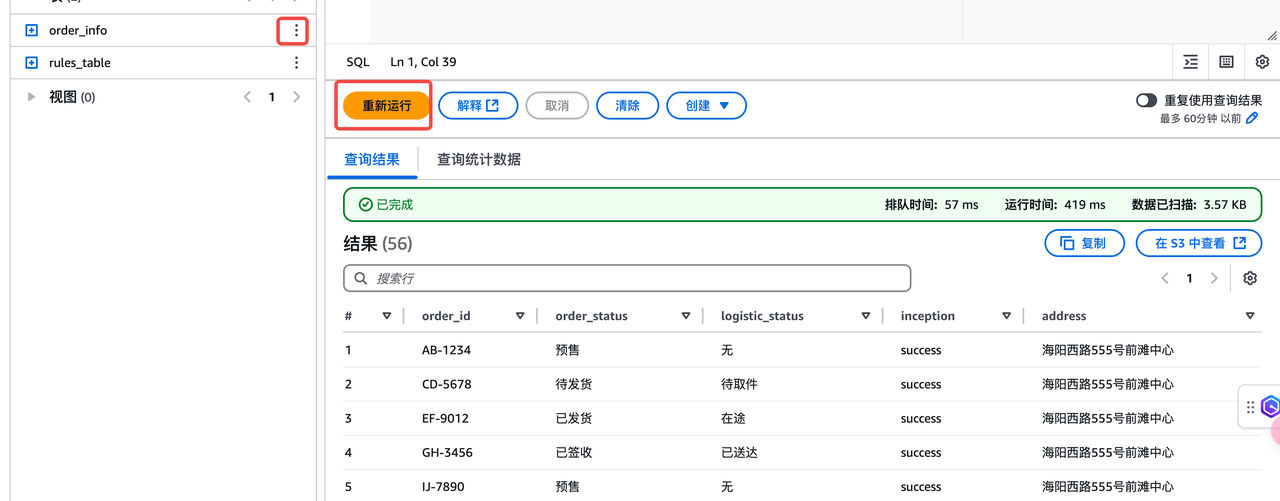 order_info
rules_table
视图 (0)
1
SQL Ln 1, Col 39
重新运行 解释 取消 清除 创建
重复使用查询结果
最多 60分钟 以前
查询结果 查询统计数据
已完成 排队时间: 57 ms 运行时间: 419 ms 数据已扫描: 3.57 KB
结果 (56) 复制 在 S3 中查看
搜索行 1
# order_id order_status logistic_status inception address
1 AB-1234 预售 无 success 海阳西路555号前滩中心
2 CD-5678 待发货 待取件 success 海阳西路555号前滩中心
3 EF-9012 已发货 在途 success 海阳西路555号前滩中心
4 GH-3456 已签收 已送达 success 海阳西路555号前滩中心
5 IJ-7890 预售 无 success 海阳西路555号前滩中心